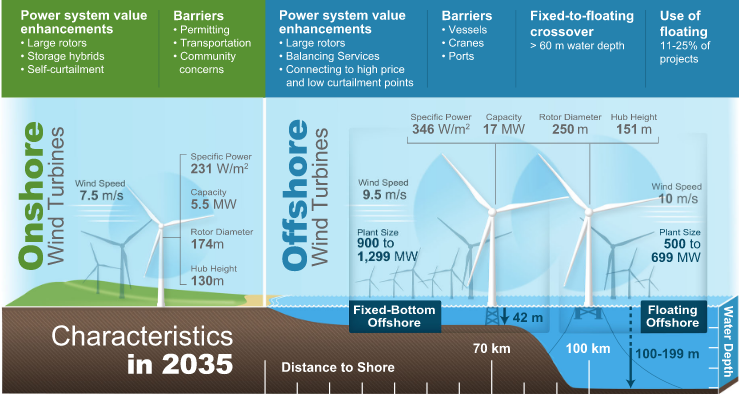 Power system value
enhancements
• Large rotors
• Storage hybrids
• Self-curtailment
Barriers
• Permitting
• Transportation
• Community
concerns
Power system value
enhancements
• Large rotors
• Balancing Services
• Connecting to high price
and low curtailment points
Barriers
• Vessels
• Cranes
• Ports
Fixed-to-floating
crossover
> 60 m water depth
Use of
floating
11-25% of
projects
Onshore
Wind Turbines
Wind Speed
7.5 m/s
Specific Power
231 W/m²
Capacity
5.5 MW
Rotor Diameter
174m
Hub Height
130m
Offshore
Wind Turbines
Specific Power
346 W/m²
Capacity
17 MW
Rotor Diameter
250 m
Hub Height
151 m
Wind Speed
9.5 m/s
Plant Size
900 to
1,299 MW
Wind Speed
10 m/s
Plant Size
500 to
699 MW
Fixed-Bottom
Offshore
42 m
Floating
Offshore
100-199 m
Water Depth
Characteristics
in 2035
Distance to Shore
70 km
100 km